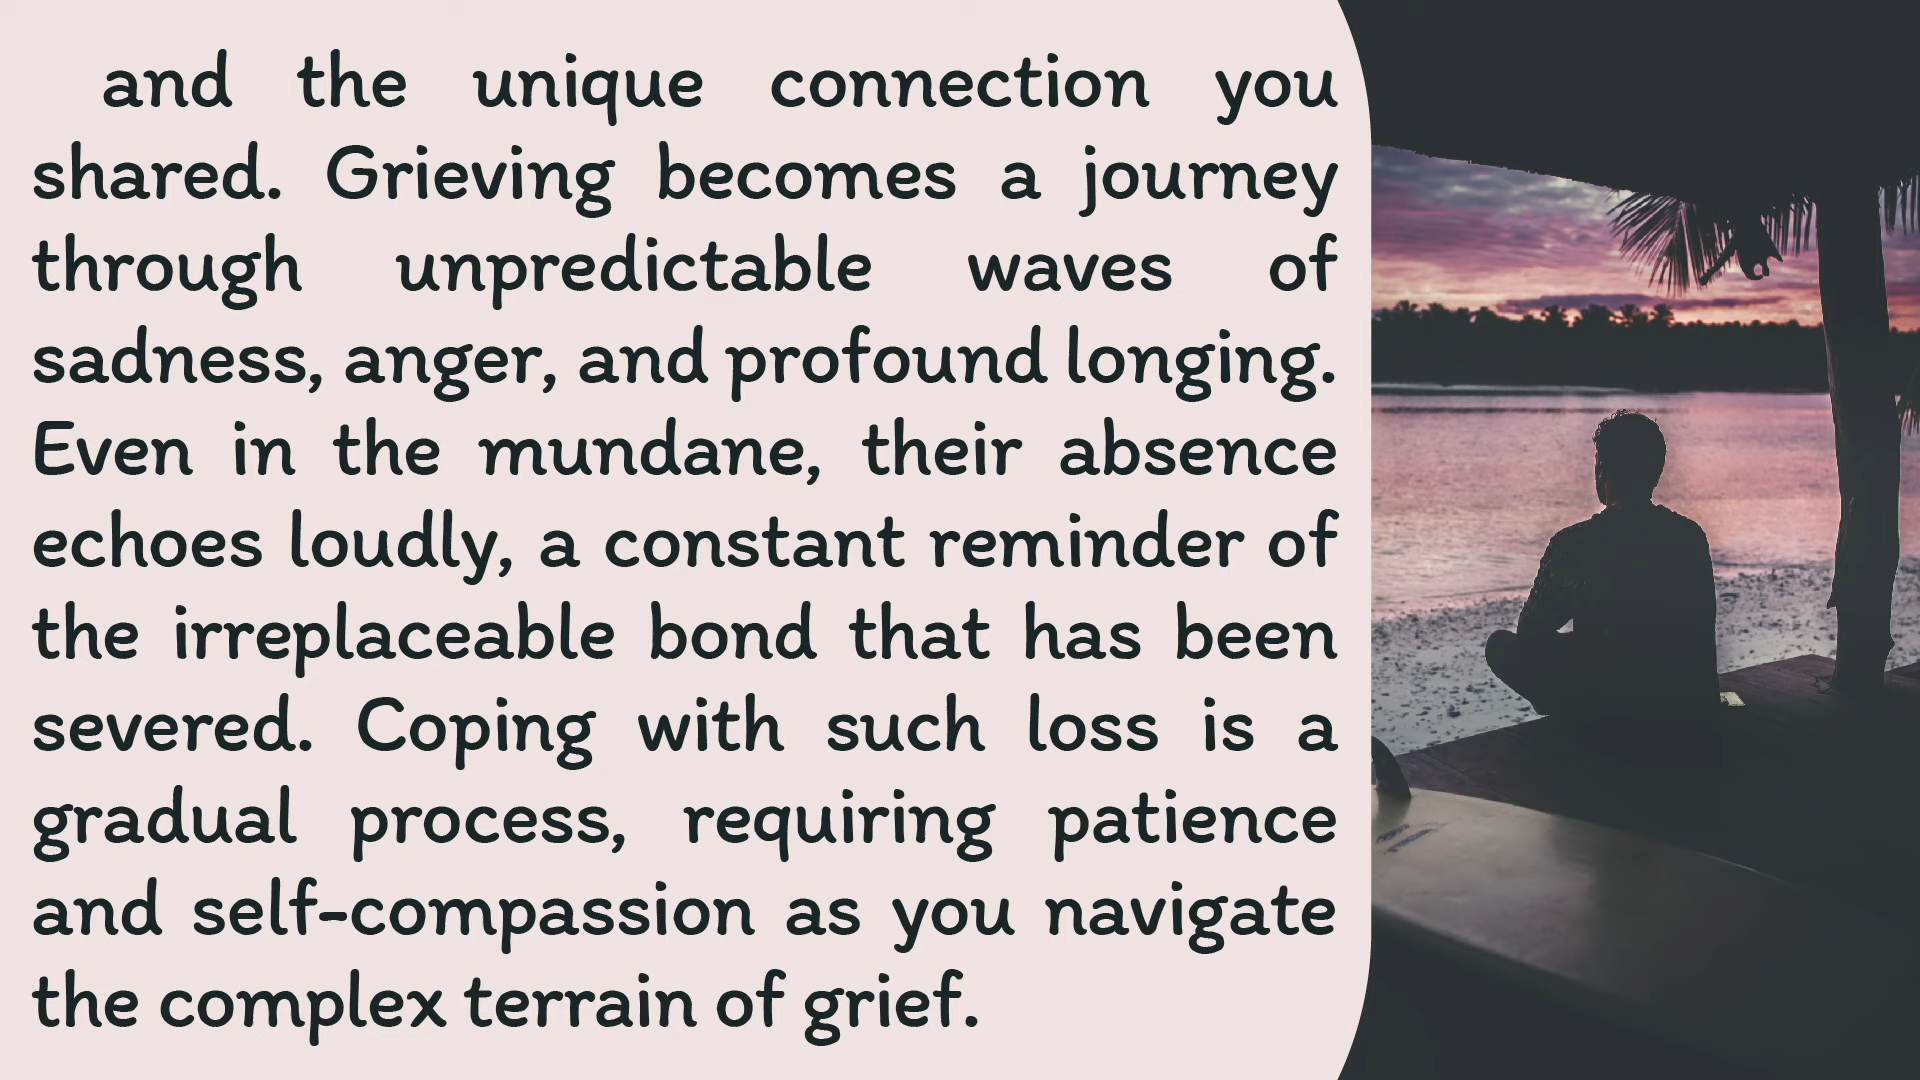 and the unique connection you
shared. Grieving becomes a journey
through unpredictable waves of
sadness, anger, and profound longing.
Even in the mundane, their absence
echoes loudly, a constant reminder of
the irreplaceable bond that has been
severed. Coping with such loss is a
gradual process, requiring patience
and self-compassion as you navigate
the complex terrain of grief.